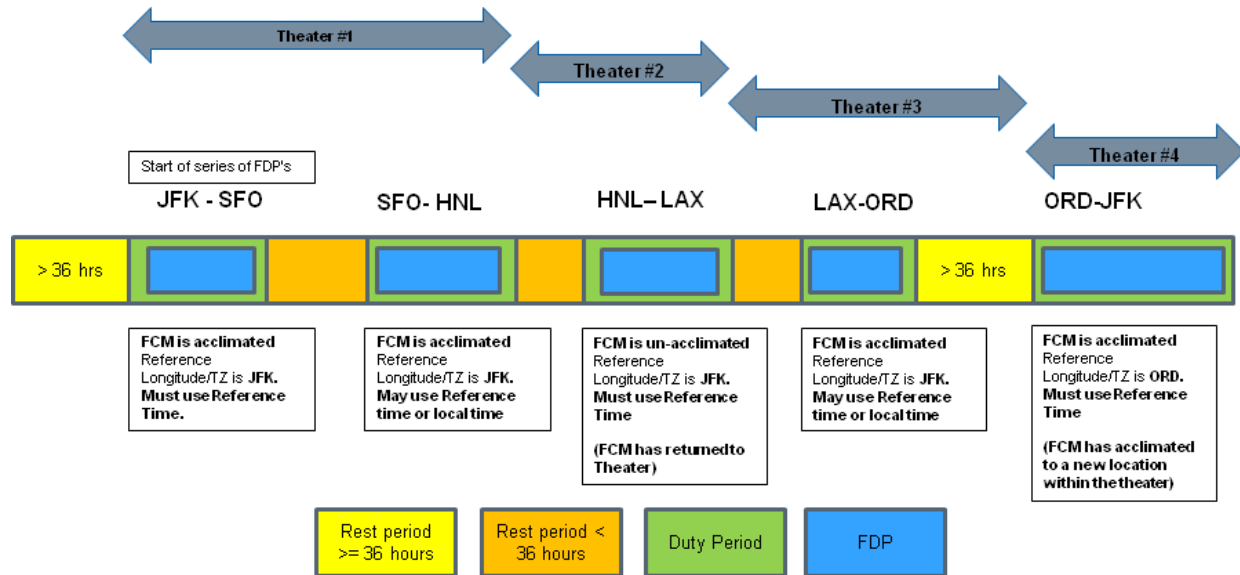 Theater #1
Theater #2
Theater #3
Theater #4
Start of series of FDP's
JFK - SFO
SFO- HNL
HNL– LAX
LAX-ORD
ORD-JFK
> 36 hrs
> 36 hrs
FCM is acclimated
Reference
Longitude/TZ is JFK.
Must use Reference
Time.
FCM is acclimated
Reference
Longitude/TZ is JFK.
May use Reference
time or local time
FCM is un-acclimated
Reference
Longitude/TZ is JFK.
Must use Reference
Time
(FCM has returned to
Theater)
FCM is acclimated
Reference
Longitude/TZ is JFK.
May use Reference
time or local time
FCM is acclimated
Reference
Longitude/TZ is ORD.
Must use Reference
Time
(FCM has acclimated
to a new location
within the theater)
Rest period
>= 36 hours
Rest period <
36 hours
Duty Period
FDP